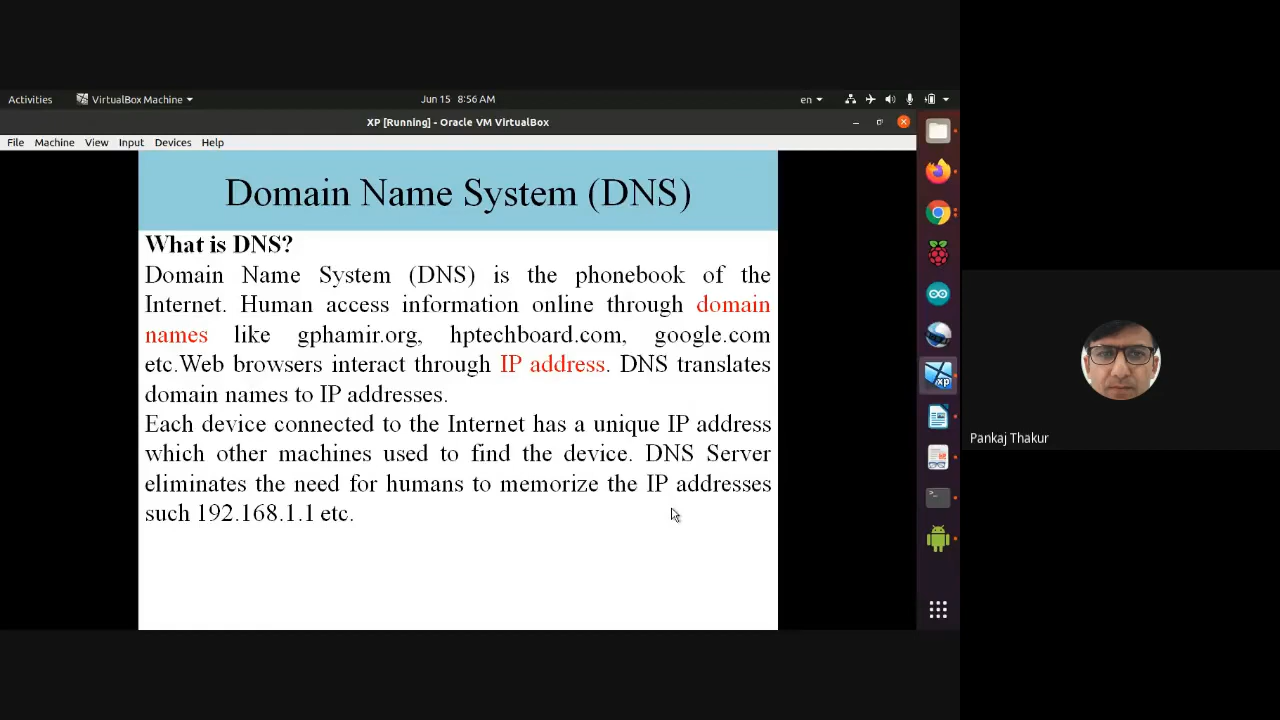 Activities VirtualBox Machine Jun 15 8:56 AM en
XP [Running] - Oracle VM VirtualBox
File Machine View Input Devices Help
Domain Name System (DNS)
What is DNS?
Domain Name System (DNS) is the phonebook of the
Internet. Human access information online through domain
names like gphamir.org, hptechboard.com, google.com
etc.Web browsers interact through IP address. DNS translates
domain names to IP addresses.
Each device connected to the Internet has a unique IP address
which other machines used to find the device. DNS Server
eliminates the need for humans to memorize the IP addresses
such 192.168.1.1 etc.
xp
Pankaj Thakur